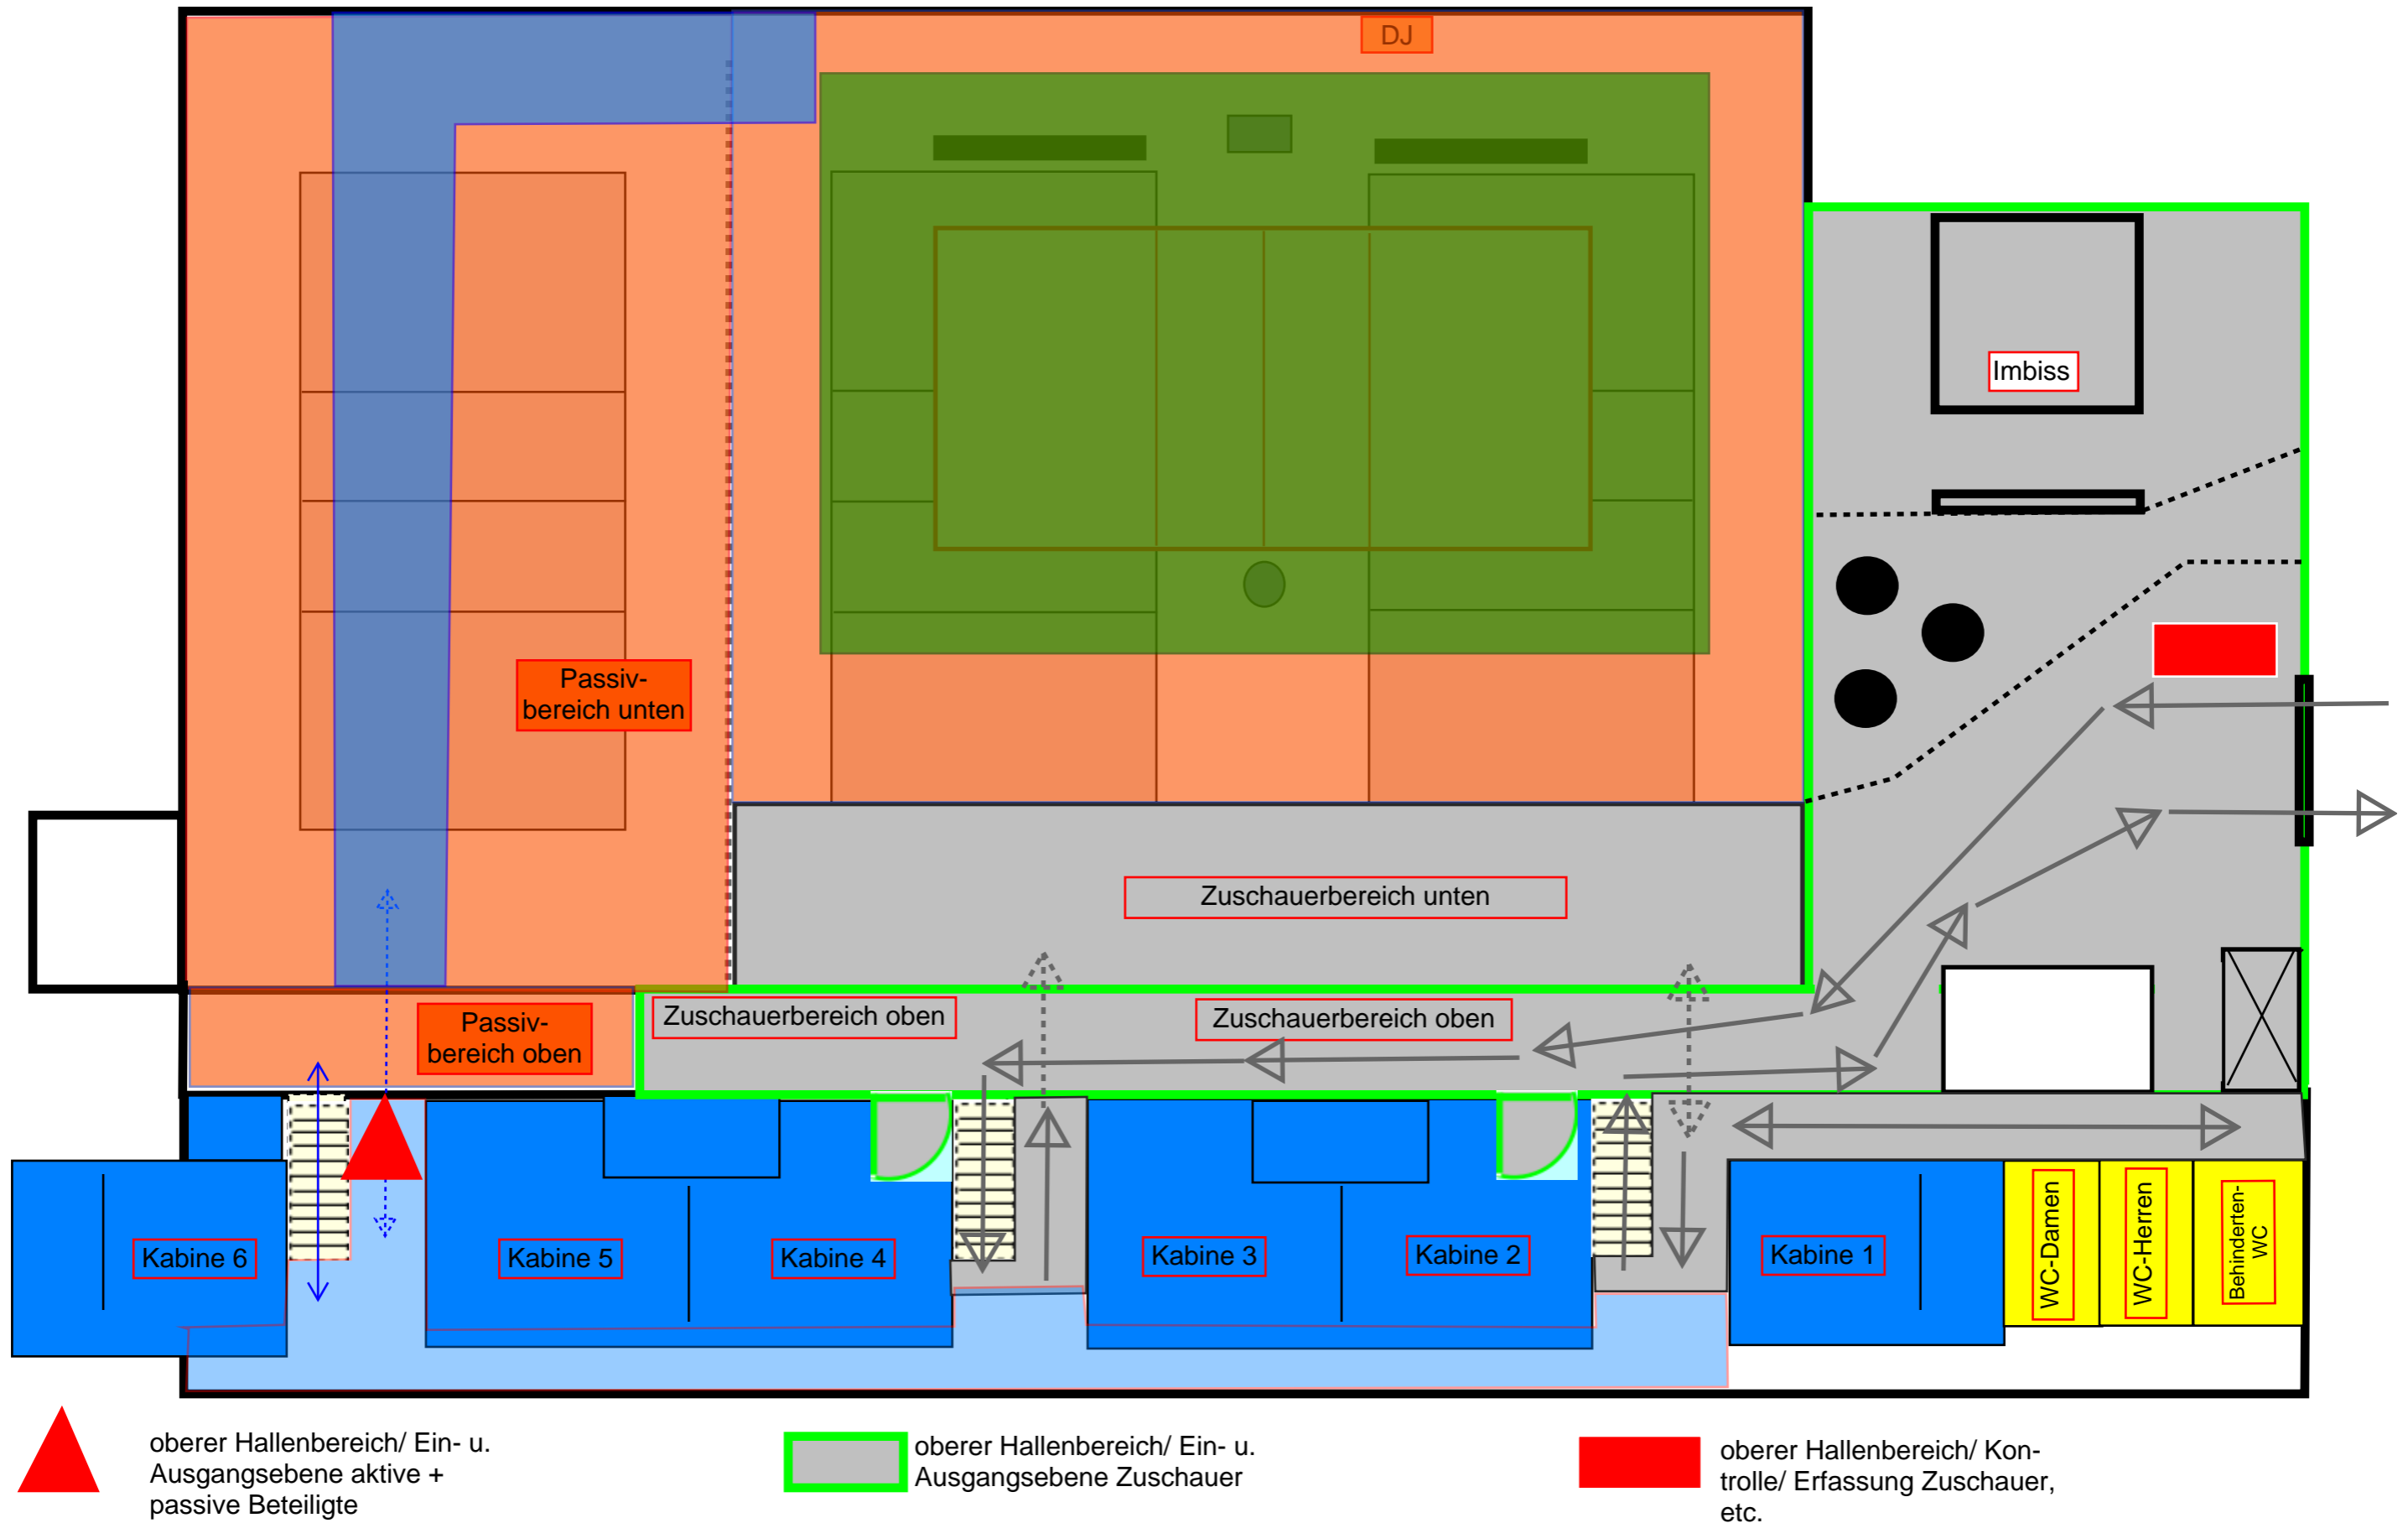 DJ
Imbiss
Passiv-
bereich unten
Zuschauerbereich unten
Zuschauerbereich oben
Zuschauerbereich oben
Passiv-
bereich oben
Kabine 6
Kabine 5
Kabine 4
Kabine 3
Kabine 2
Kabine 1
WC-Damen
WC-Herren
Behinderten-
WC
oberer Hallenbereich/ Ein- u.
Ausgangsebene aktive +
passive Beteiligte
oberer Hallenbereich/ Ein- u.
Ausgangsebene Zuschauer
oberer Hallenbereich/ Kon-
trolle/ Erfassung Zuschauer,
etc.